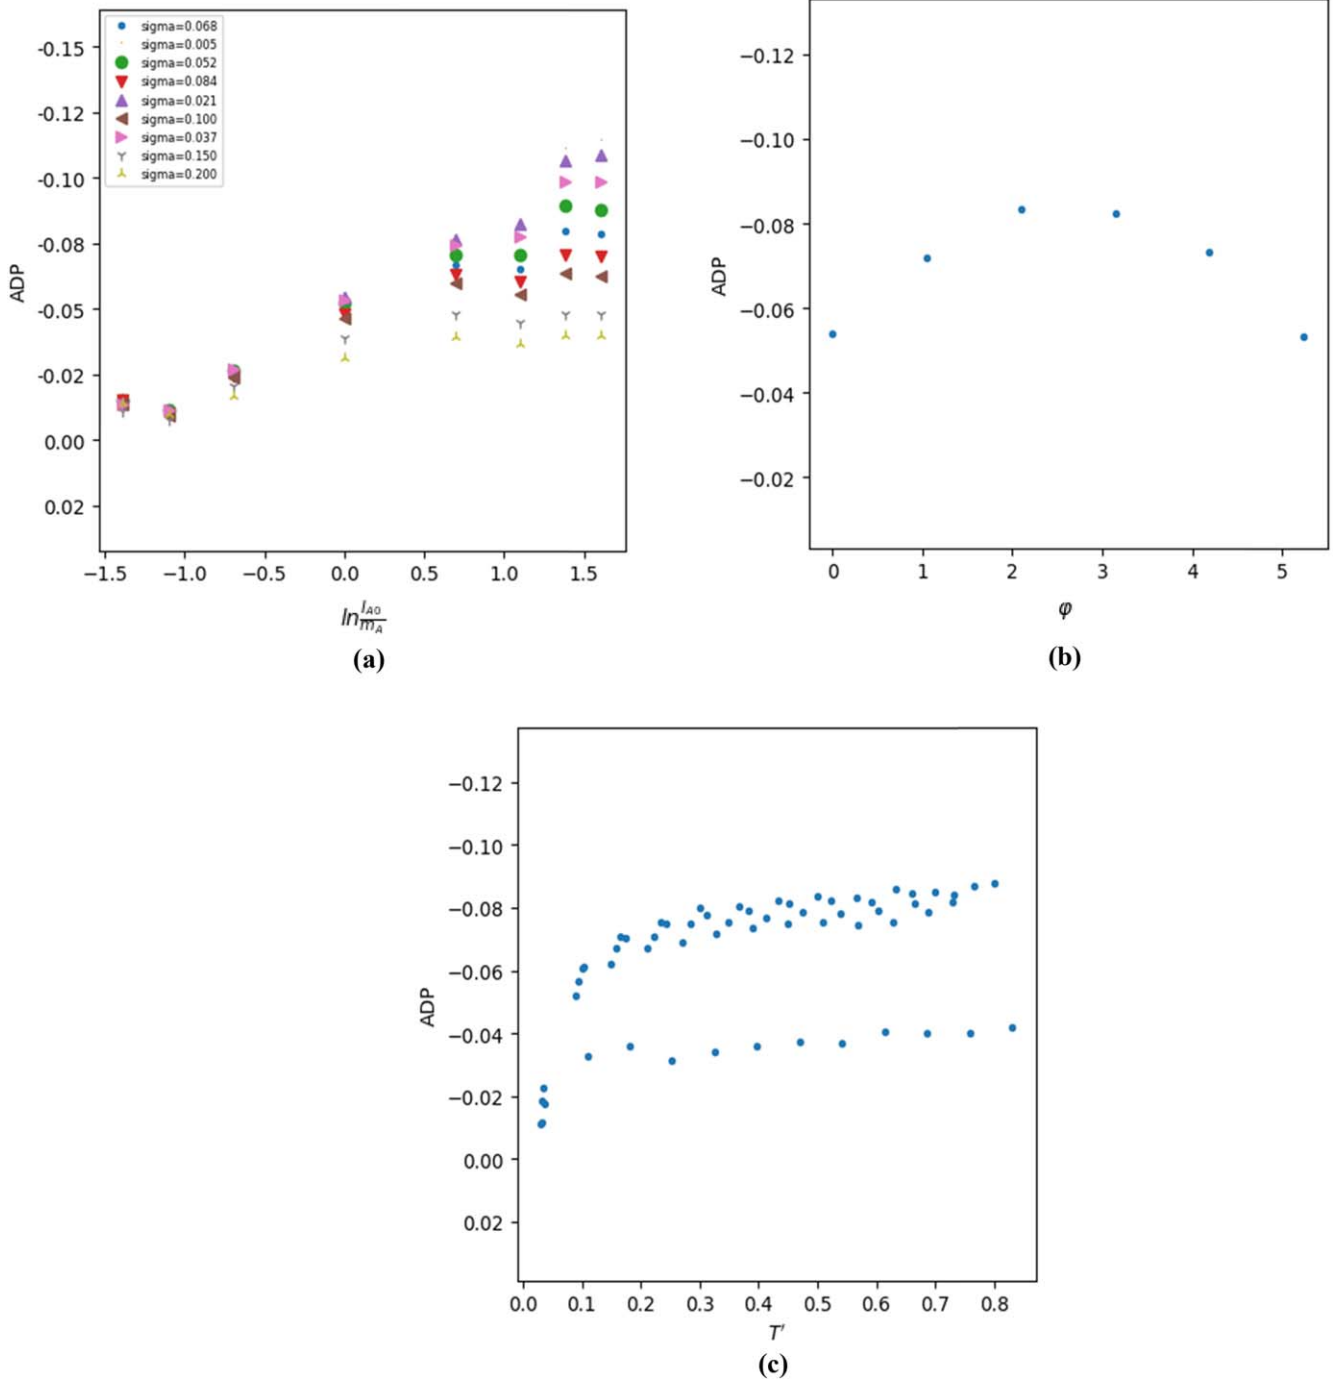 sigma=0.068
sigma=0.005
sigma=0.052
sigma=0.084
sigma=0.021
sigma=0.100
sigma=0.037
sigma=0.150
sigma=0.200
-0.15
-0.12
-0.10
-0.08
-0.05
-0.02
0.00
0.02
ADP
−1.5 −1.0 −0.5 0.0 0.5 1.0 1.5
ln I_A0/m_A
(a)
−0.12
−0.10
−0.08
−0.06
−0.04
−0.02
ADP
0 1 2 3 4 5
φ
(b)
−0.12
−0.10
−0.08
−0.06
−0.04
−0.02
0.00
0.02
ADP
0.0 0.1 0.2 0.3 0.4 0.5 0.6 0.7 0.8
T′
(c)